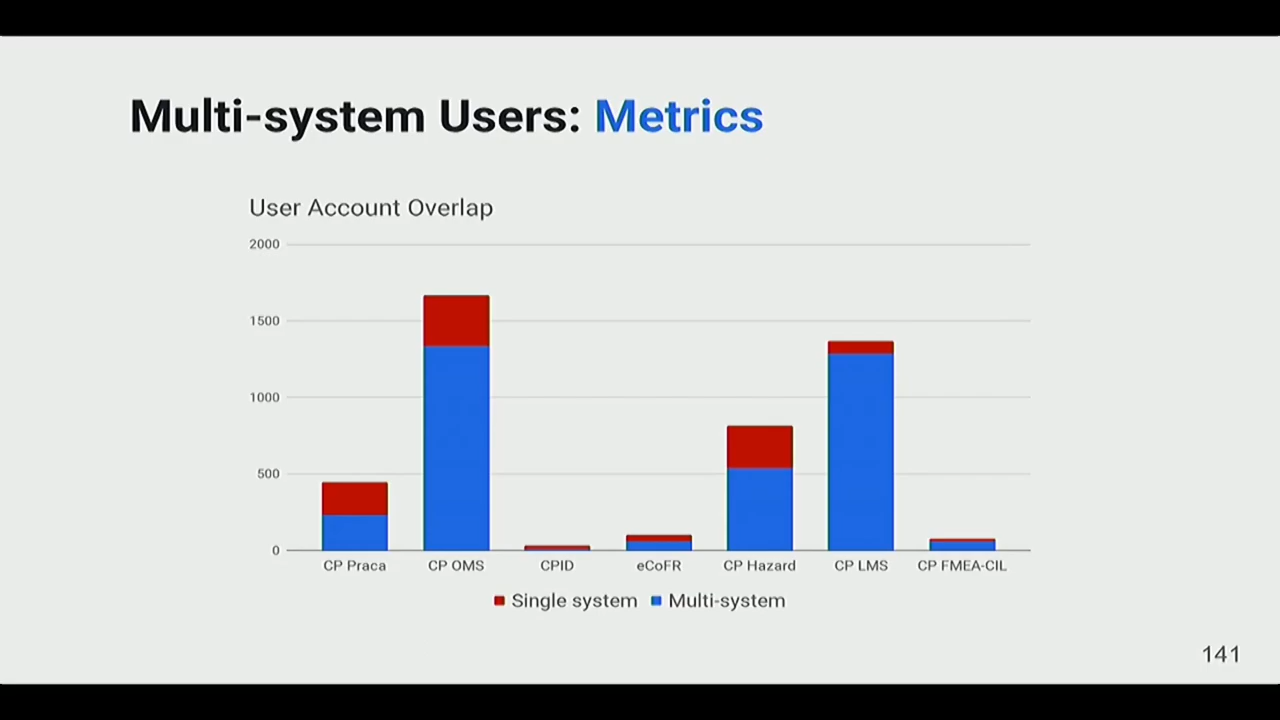 Multi-system Users: Metrics
User Account Overlap
2000
1500
1000
500
0
CP Praca CP OMS CPID eCoFR CP Hazard CP LMS CP FMEA-CIL
Single system Multi-system
141